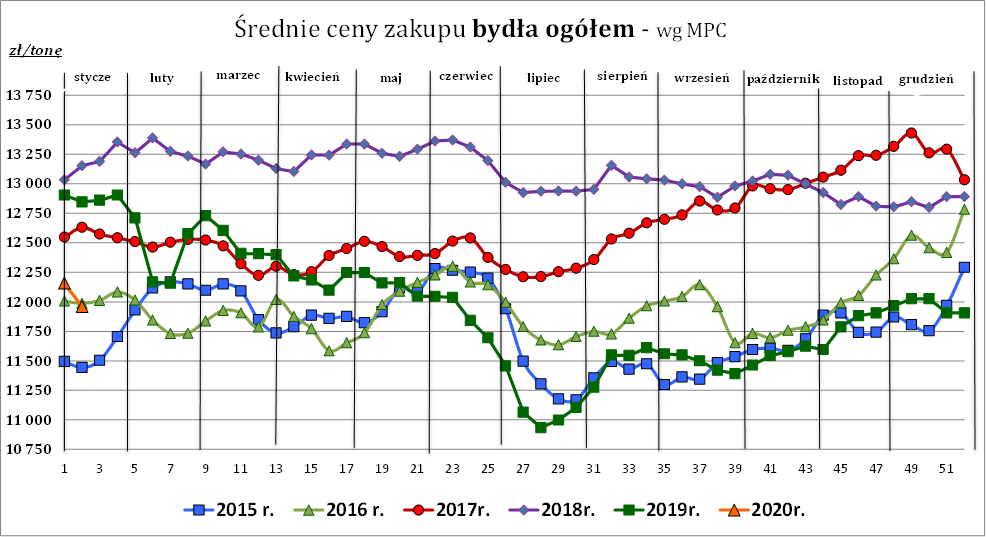 Średnie ceny zakupu bydła ogółem - wg MPC
zł/tonę
stycze luty marzec kwiecień maj czerwiec lipiec sierpień wrzesień październik listopad grudzień
13 750
13 500
13 250
13 000
12 750
12 500
12 250
12 000
11 750
11 500
11 250
11 000
10 750
1 3 5 7 9 11 13 15 17 19 21 23 25 27 29 31 33 35 37 39 41 43 45 47 49 51
2015 r. 2016 r. 2017r. 2018r. 2019r. 2020r.